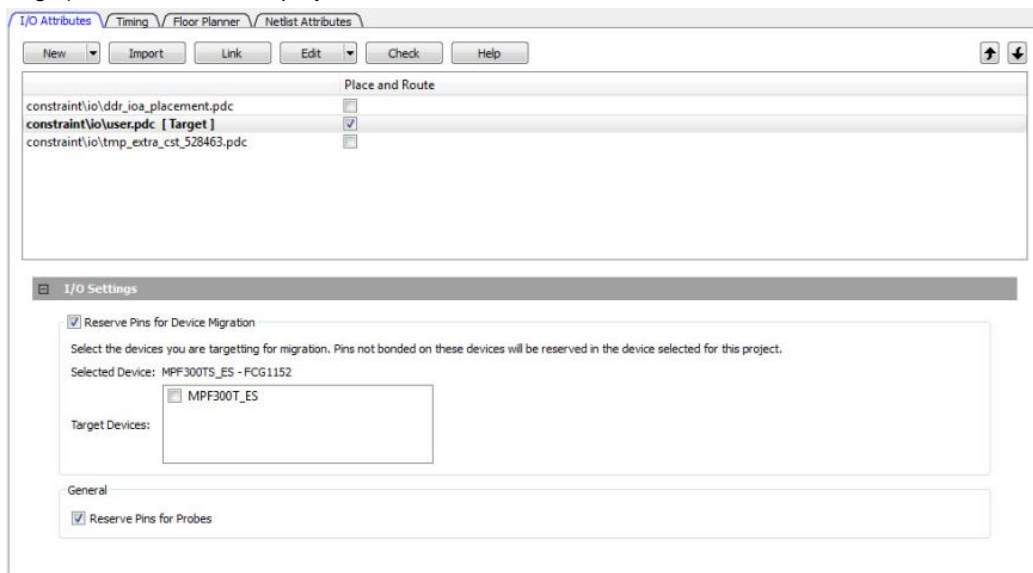 I/O Attributes Timing Floor Planner Netlist Attributes
New Import Link Edit Check Help
Place and Route
constraint\io\ddr_ioa_placement.pdc
constraint\io\user.pdc [ Target ]
constraint\io\tmp_extra_cst_528463.pdc
I/O Settings
Reserve Pins for Device Migration
Select the devices you are targetting for migration. Pins not bonded on these devices will be reserved in the device selected for this project.
Selected Device: MPF300TS_ES - FCG1152
MPF300T_ES
Target Devices:
General
Reserve Pins for Probes